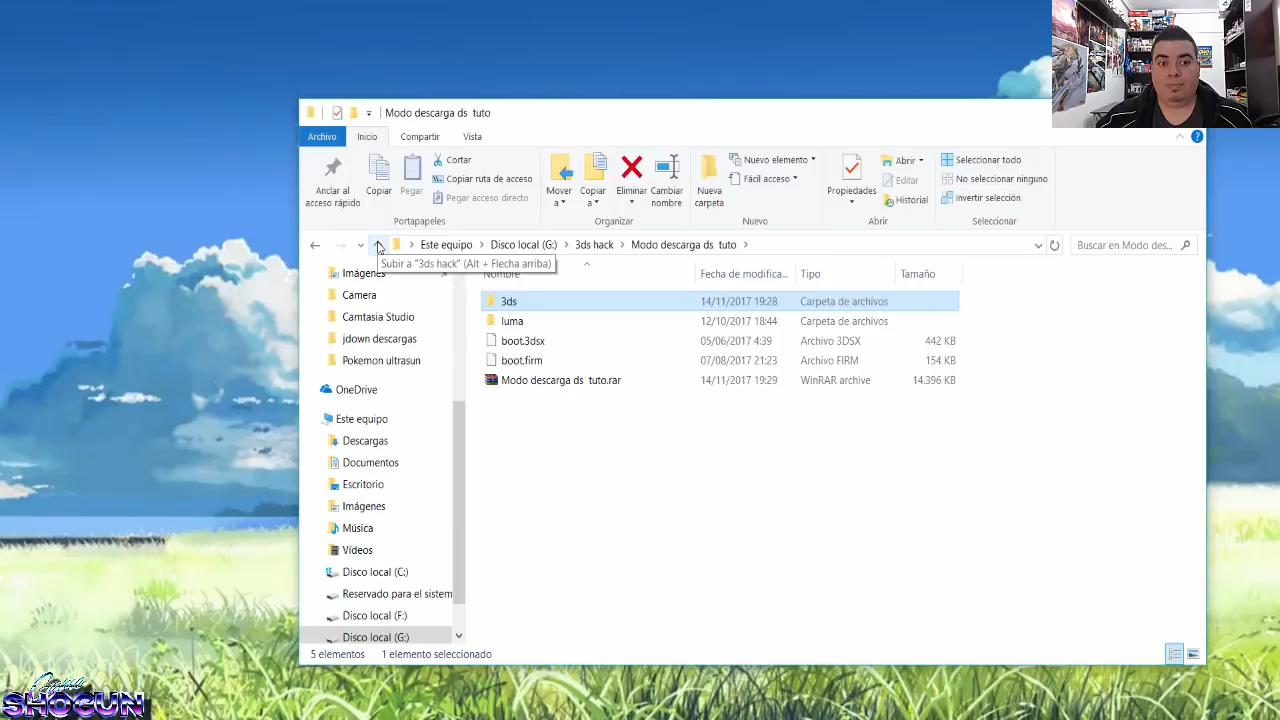 Modo descarga ds tuto
Archivo Inicio Compartir Vista
Anclar al acceso rápido
Copiar
Pegar
Cortar
Copiar ruta de acceso
Pegar acceso directo
Portapapeles
Mover a
Copiar a
Eliminar
Cambiar nombre
Organizar
Nueva carpeta
Nuevo elemento
Fácil acceso
Nuevo
Propiedades
Abrir
Editar
Historial
Abrir
Seleccionar todo
No seleccionar ninguno
Invertir selección
Seleccionar
Este equipo > Disco local (G:) > 3ds hack > Modo descarga ds tuto >
Buscar en Modo des...
Subir a "3ds hack" (Alt + Flecha arriba)
Imágenes
Camera
Camtasia Studio
jdown descargas
Pokemon ultrasun
OneDrive
Este equipo
Descargas
Documentos
Escritorio
Imágenes
Música
Vídeos
Disco local (C:)
Reservado para el sistem
Disco local (F:)
Disco local (G:)
Nombre Fecha de modifica... Tipo Tamaño
3ds 14/11/2017 19:28 Carpeta de archivos
luma 12/10/2017 18:44 Carpeta de archivos
boot.3dsx 05/06/2017 4:39 Archivo 3DSX 442 KB
boot.firm 07/08/2017 21:23 Archivo FIRM 154 KB
Modo descarga ds tuto.rar 14/11/2017 19:29 WinRAR archive 14.396 KB
5 elementos 1 elemento seleccionado
SHOGUN